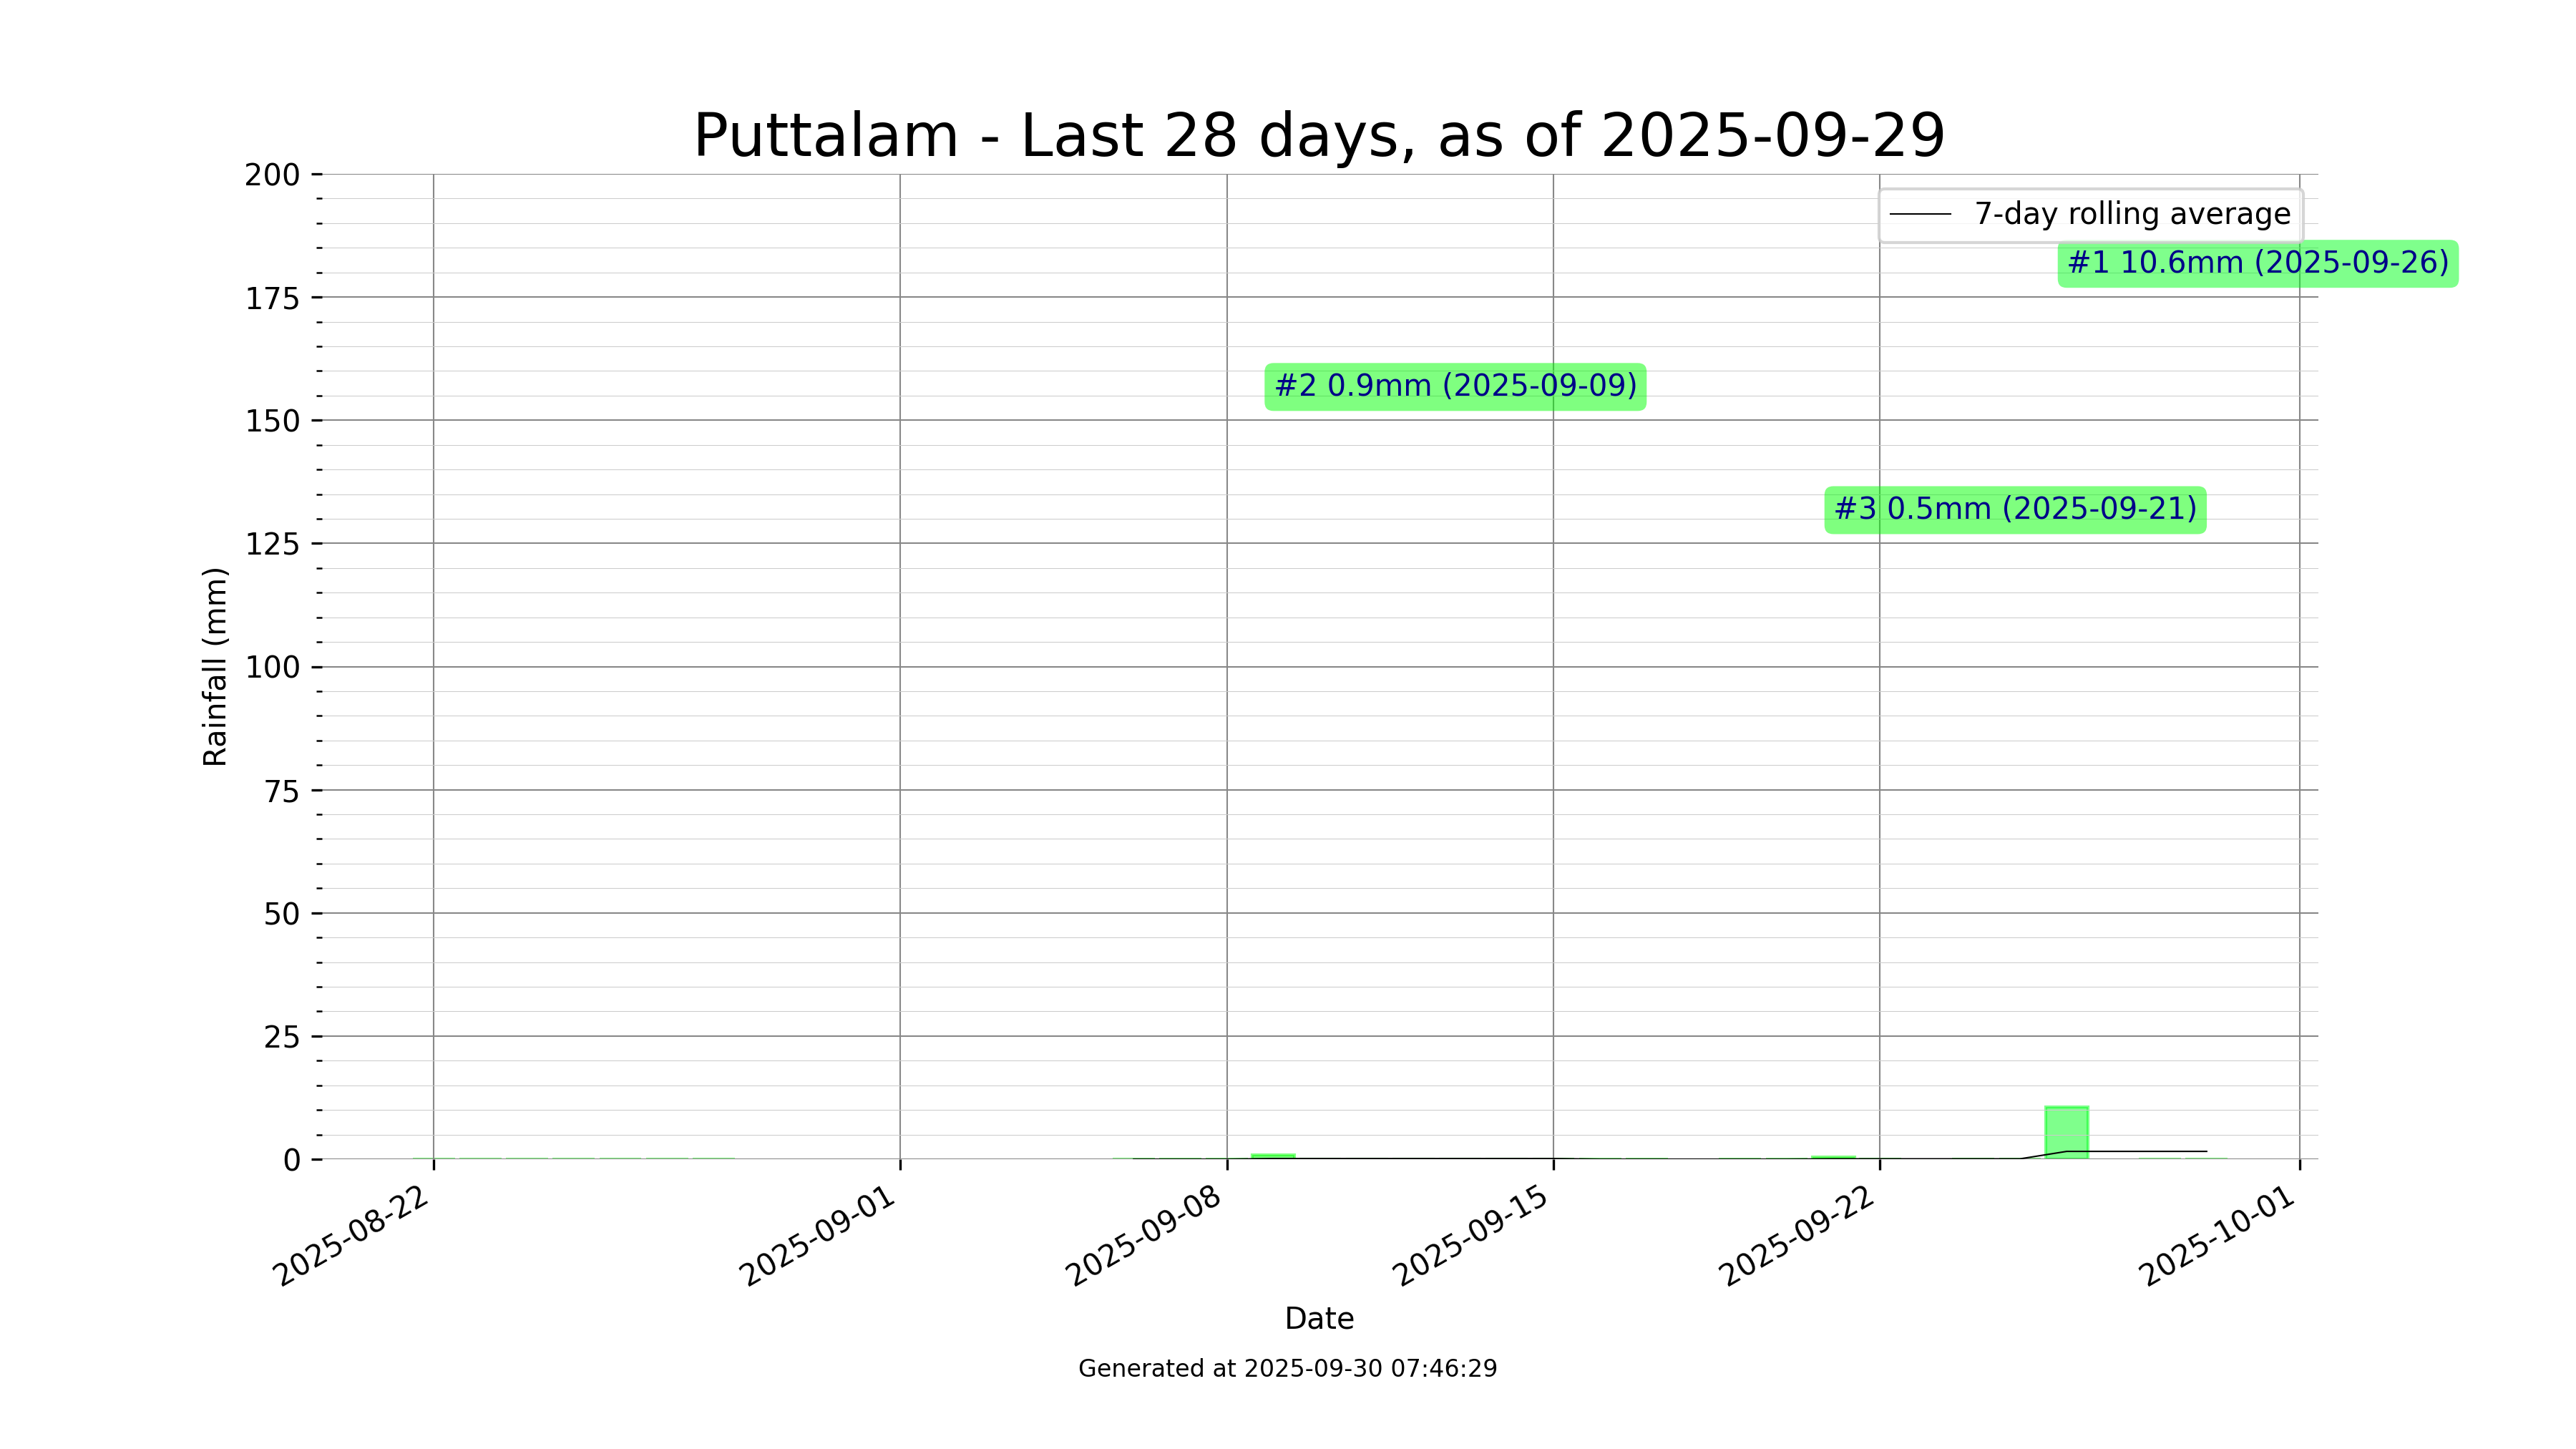 Puttalam - Last 28 days, as of 2025-09-29
200
175
150
125
100
75
50
25
0
Rainfall (mm)
7-day rolling average
#1 10.6mm (2025-09-26)
#2 0.9mm (2025-09-09)
#3 0.5mm (2025-09-21)
2025-08-22
2025-09-01
2025-09-08
2025-09-15
2025-09-22
2025-10-01
Date
Generated at 2025-09-30 07:46:29